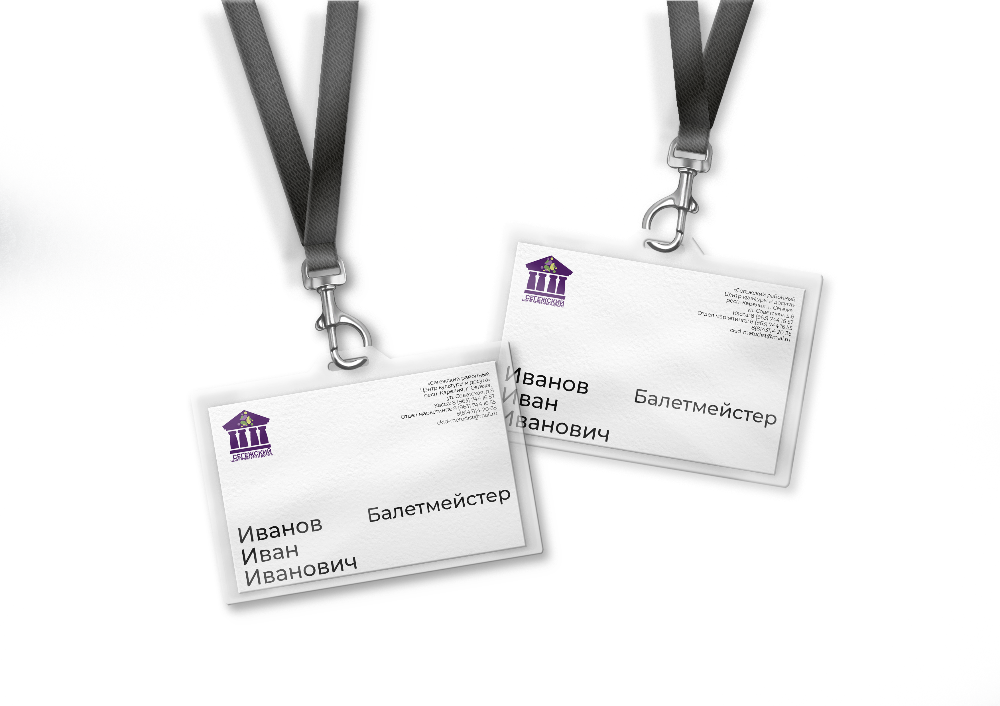 СЕГЕЖСКИЙ
ЦЕНТР КУЛЬТУРЫ И ДОСУГА
«Сегежский районный
Центр культуры и досуга»
респ. Карелия, г. Сегежа,
ул. Советская, д.8
Касса: 8 (963) 744 16 57
Отдел маркетинга: 8 (963) 744 16 55
8(81431)4-20-35
ckid-metodist@mail.ru
Балетмейстер
Иванов
Иван
Иванович
СЕГЕЖСКИЙ
ЦЕНТР КУЛЬТУРЫ И ДОСУГА
«Сегежский районный
Центр культуры и досуга»
респ. Карелия, г. Сегежа,
ул. Советская, д.8
Касса: 8 (963) 744 16 57
Отдел маркетинга: 8 (963) 744 16 55
8(81431)4-20-35
ckid-metodist@mail.ru
Иванов
Иван
Иванович
Балетмейстер